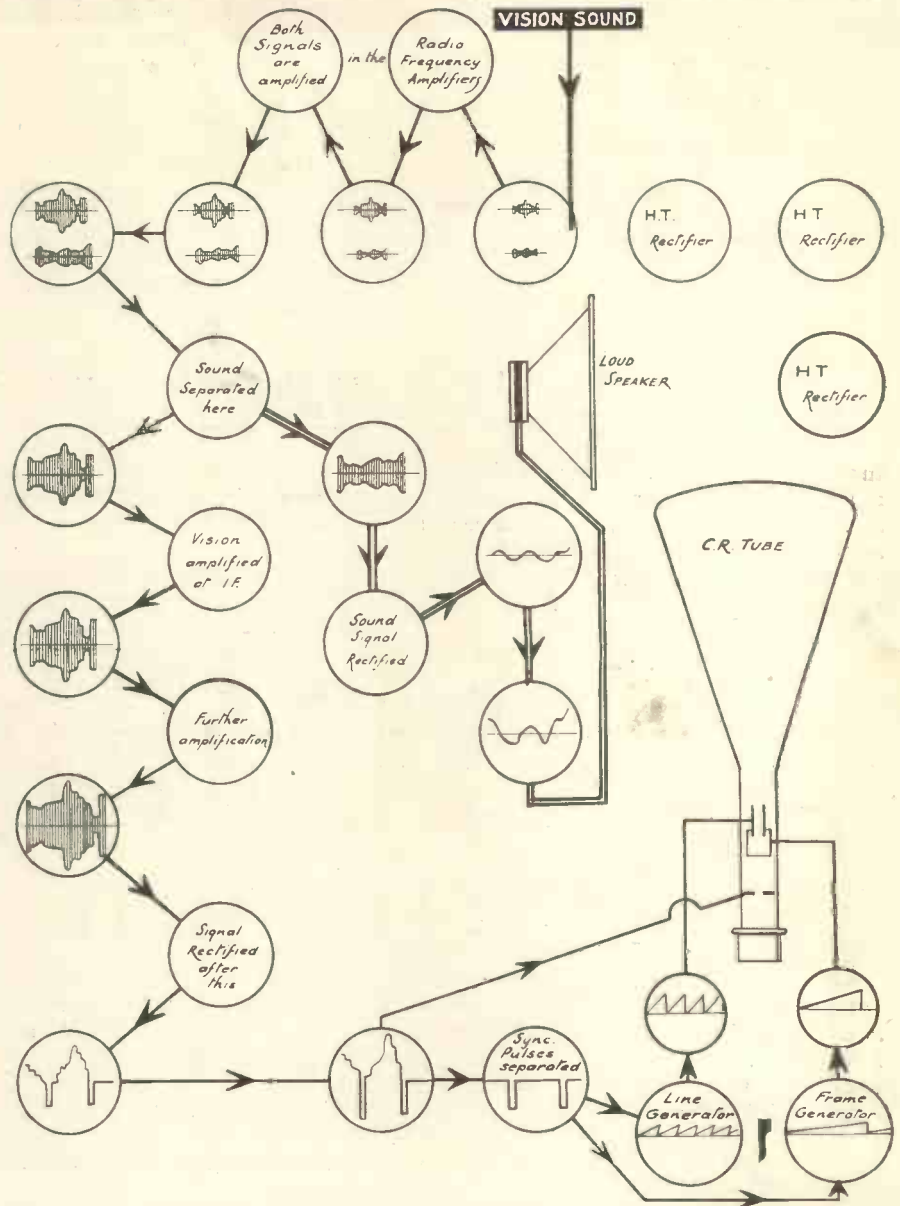 VISION SOUND
Both
Signals
are
amplified
in the
Radio
Frequency
Amplifiers
H.T.
Rectifier
H T
Rectifier
H T
Rectifier
Sound
Separated
here
LOUD
SPEAKER
C.R. TUBE
Vision
amplified
at I.F.
Sound
Signal
Rectified
Further
amplification
Signal
Rectified
after
this
Sync.
Pulses
separated
Line
Generator
Frame
Generator